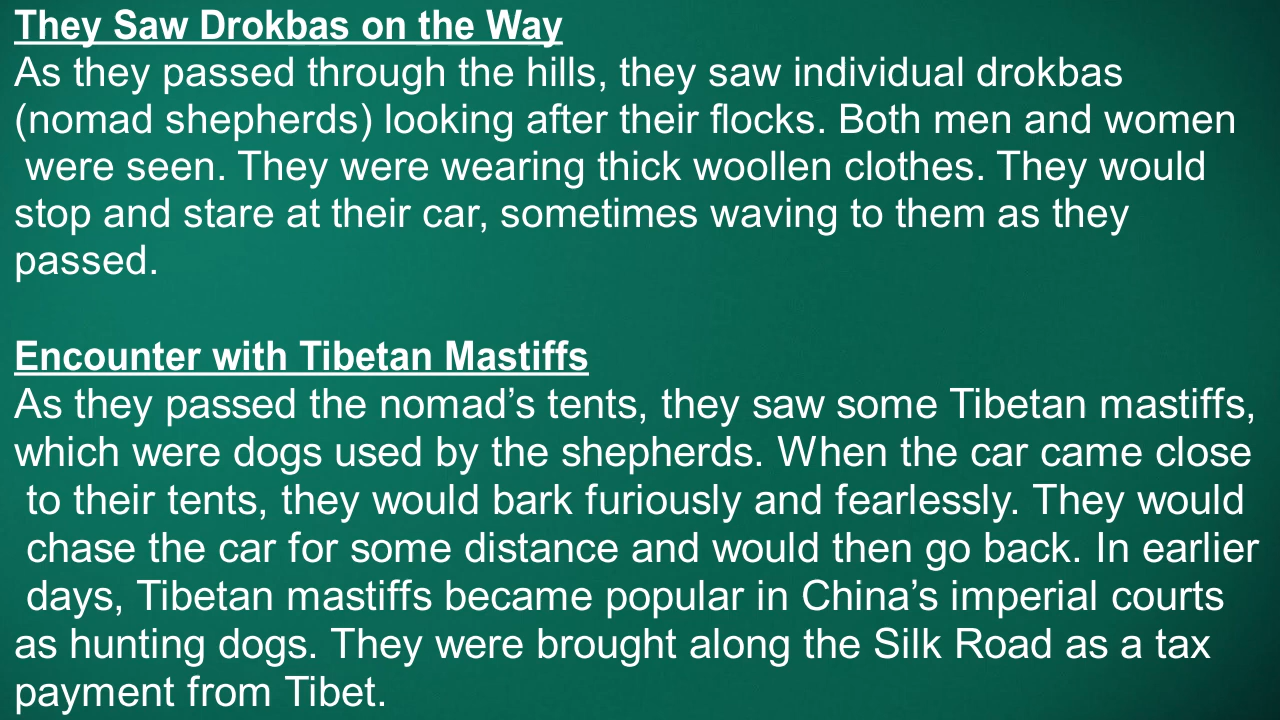 They Saw Drokbas on the Way
As they passed through the hills, they saw individual drokbas
(nomad shepherds) looking after their flocks. Both men and women
were seen. They were wearing thick woollen clothes. They would
stop and stare at their car, sometimes waving to them as they
passed.
Encounter with Tibetan Mastiffs
As they passed the nomad’s tents, they saw some Tibetan mastiffs,
which were dogs used by the shepherds. When the car came close
to their tents, they would bark furiously and fearlessly. They would
chase the car for some distance and would then go back. In earlier
days, Tibetan mastiffs became popular in China’s imperial courts
as hunting dogs. They were brought along the Silk Road as a tax
payment from Tibet.